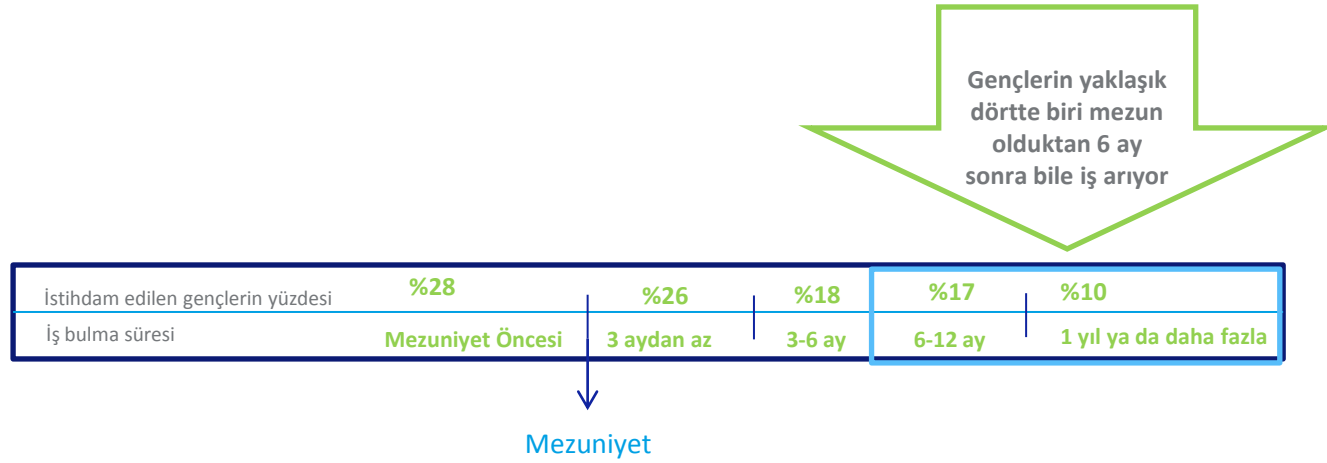 Gençlerin yaklaşık
dörtte biri mezun
olduktan 6 ay
sonra bile iş arıyor
İstihdam edilen gençlerin yüzdesi %28 %26 %18 %17 %10
İş bulma süresi Mezuniyet Öncesi 3 aydan az 3-6 ay 6-12 ay 1 yıl ya da daha fazla
Mezuniyet